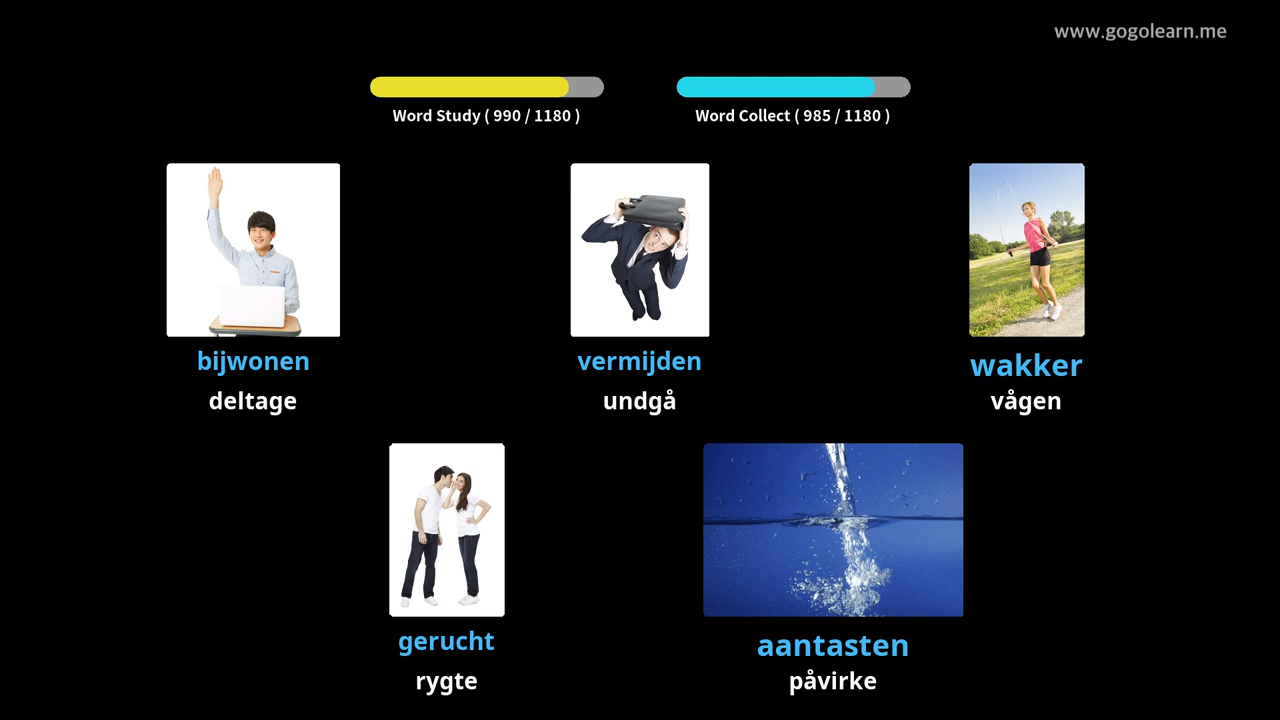 www.gogolearn.me
Word Study ( 990 / 1180 )
Word Collect ( 985 / 1180 )
bijwonen
deltage
vermijden
undgå
wakker
vågen
gerucht
rygte
aantasten
påvirke